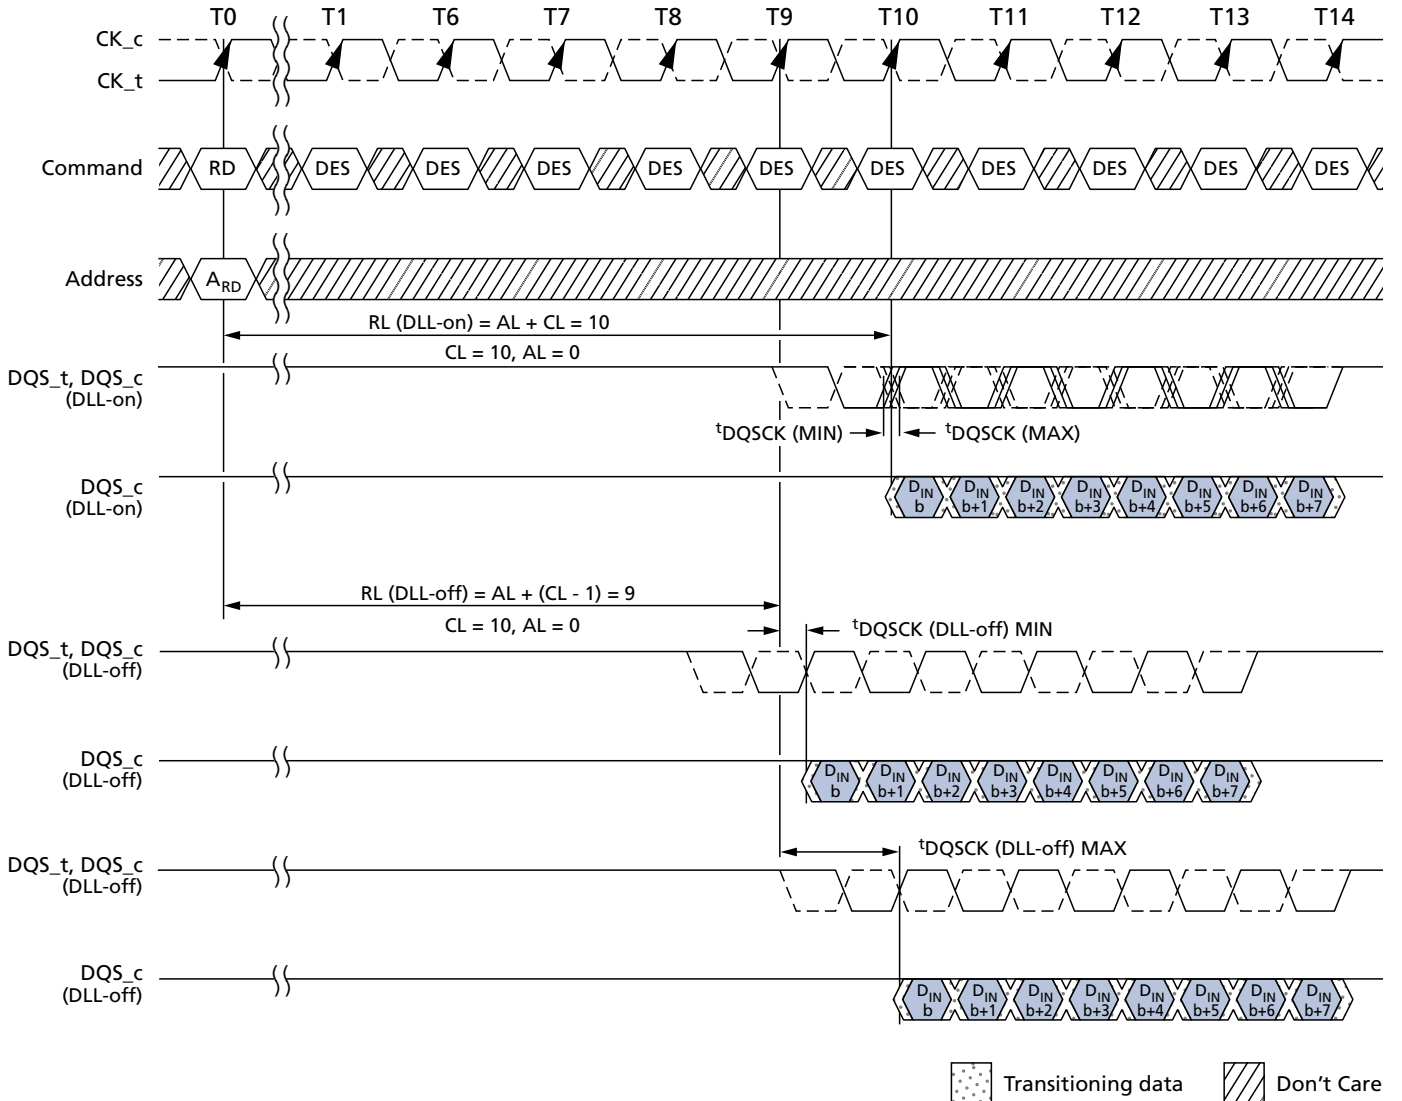 T0 T1 T6 T7 T8 T9 T10 T11 T12 T13 T14
CK_c
CK_t
Command RD DES DES DES DES DES DES DES DES DES DES
Address ARD
RL (DLL-on) = AL + CL = 10
CL = 10, AL = 0
DQS_t, DQS_c
(DLL-on)
tDQSCK (MIN) tDQSCK (MAX)
DQS_c
(DLL-on)
DIN b DIN b+1 DIN b+2 DIN b+3 DIN b+4 DIN b+5 DIN b+6 DIN b+7
RL (DLL-off) = AL + (CL - 1) = 9
CL = 10, AL = 0
tDQSCK (DLL-off) MIN
DQS_t, DQS_c
(DLL-off)
DQS_c
(DLL-off)
DIN b DIN b+1 DIN b+2 DIN b+3 DIN b+4 DIN b+5 DIN b+6 DIN b+7
tDQSCK (DLL-off) MAX
DQS_t, DQS_c
(DLL-off)
DQS_c
(DLL-off)
DIN b DIN b+1 DIN b+2 DIN b+3 DIN b+4 DIN b+5 DIN b+6 DIN b+7
Transitioning data Don't Care